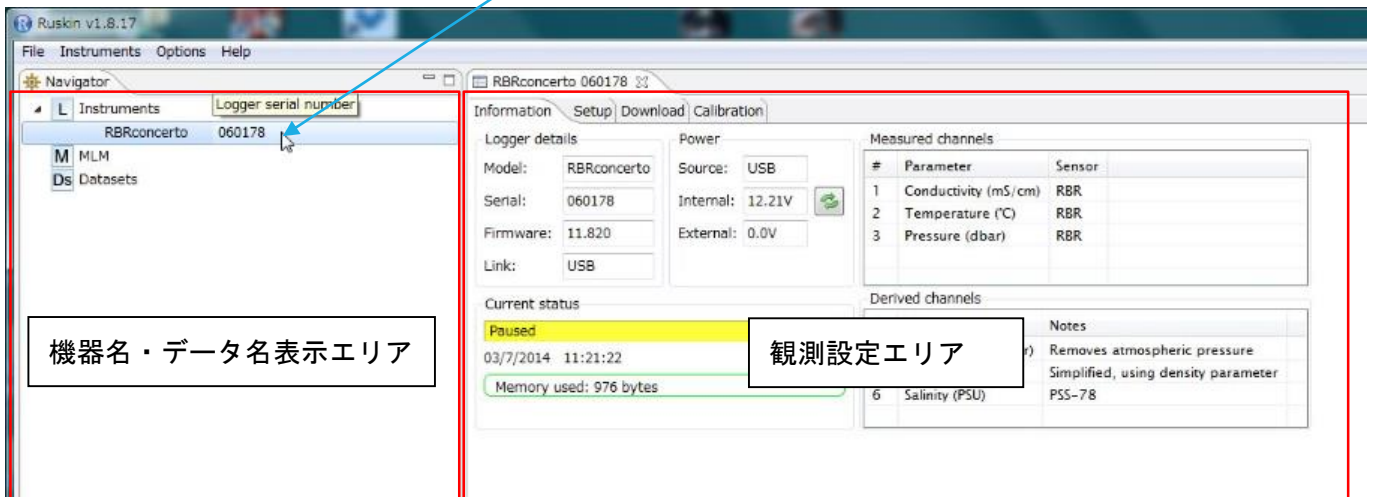 Ruskin v1.8.17
File Instruments Options Help
Navigator
L Instruments
Logger serial number
RBRconcerto 060178
M MLM
Ds Datasets
機器名・データ名表示エリア
RBRconcerto 060178
Information Setup Download Calibration
Logger details
Model: RBRconcerto
Serial: 060178
Firmware: 11.820
Link: USB
Power
Source: USB
Internal: 12.21V
External: 0.0V
Measured channels
# Parameter Sensor
1 Conductivity (mS/cm) RBR
2 Temperature (℃) RBR
3 Pressure (dbar) RBR
Current status
Paused
03/7/2014 11:21:22
Memory used: 976 bytes
観測設定エリア
Derived channels
Notes
r) Removes atmospheric pressure
Simplified, using density parameter
6 Salinity (PSU) PSS-78